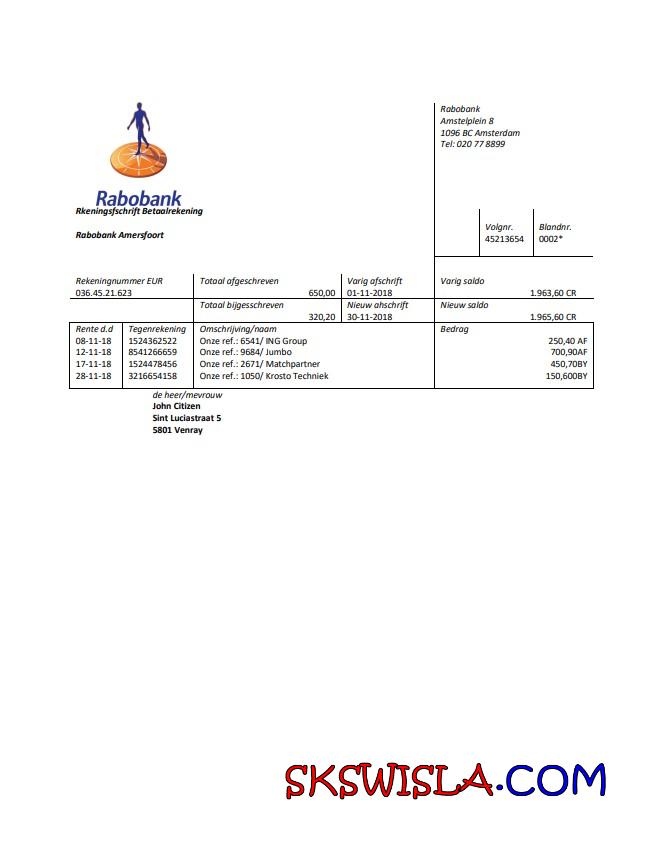 Rabobank
Amstelplein 8
1096 BC Amsterdam
Tel: 020 77 8899
Rabobank
Rkeningsfschrift Betaalrekening
Rabobank Amersfoort
Volgnr. Blandnr.
45213654 0002*
Rekeningnummer EUR Totaal afgeschreven Varig afschrift Varig saldo
036.45.21.623 650,00 01-11-2018 1.963,60 CR
Totaal bijgesschreven Nieuw ahschrift Nieuw saldo
320,20 30-11-2018 1.965,60 CR
Rente d.d Tegenrekening Omschrijving/naam Bedrag
08-11-18 1524362522 Onze ref.: 6541/ ING Group 250,40 AF
12-11-18 8541266659 Onze ref.: 9684/ Jumbo 700,90AF
17-11-18 1524478456 Onze ref.: 2671/ Matchpartner 450,70BY
28-11-18 3216654158 Onze ref.: 1050/ Krosto Techniek 150,600BY
de heer/mevrouw
John Citizen
Sint Luciastraat 5
5801 Venray
SKSWISLA.COM